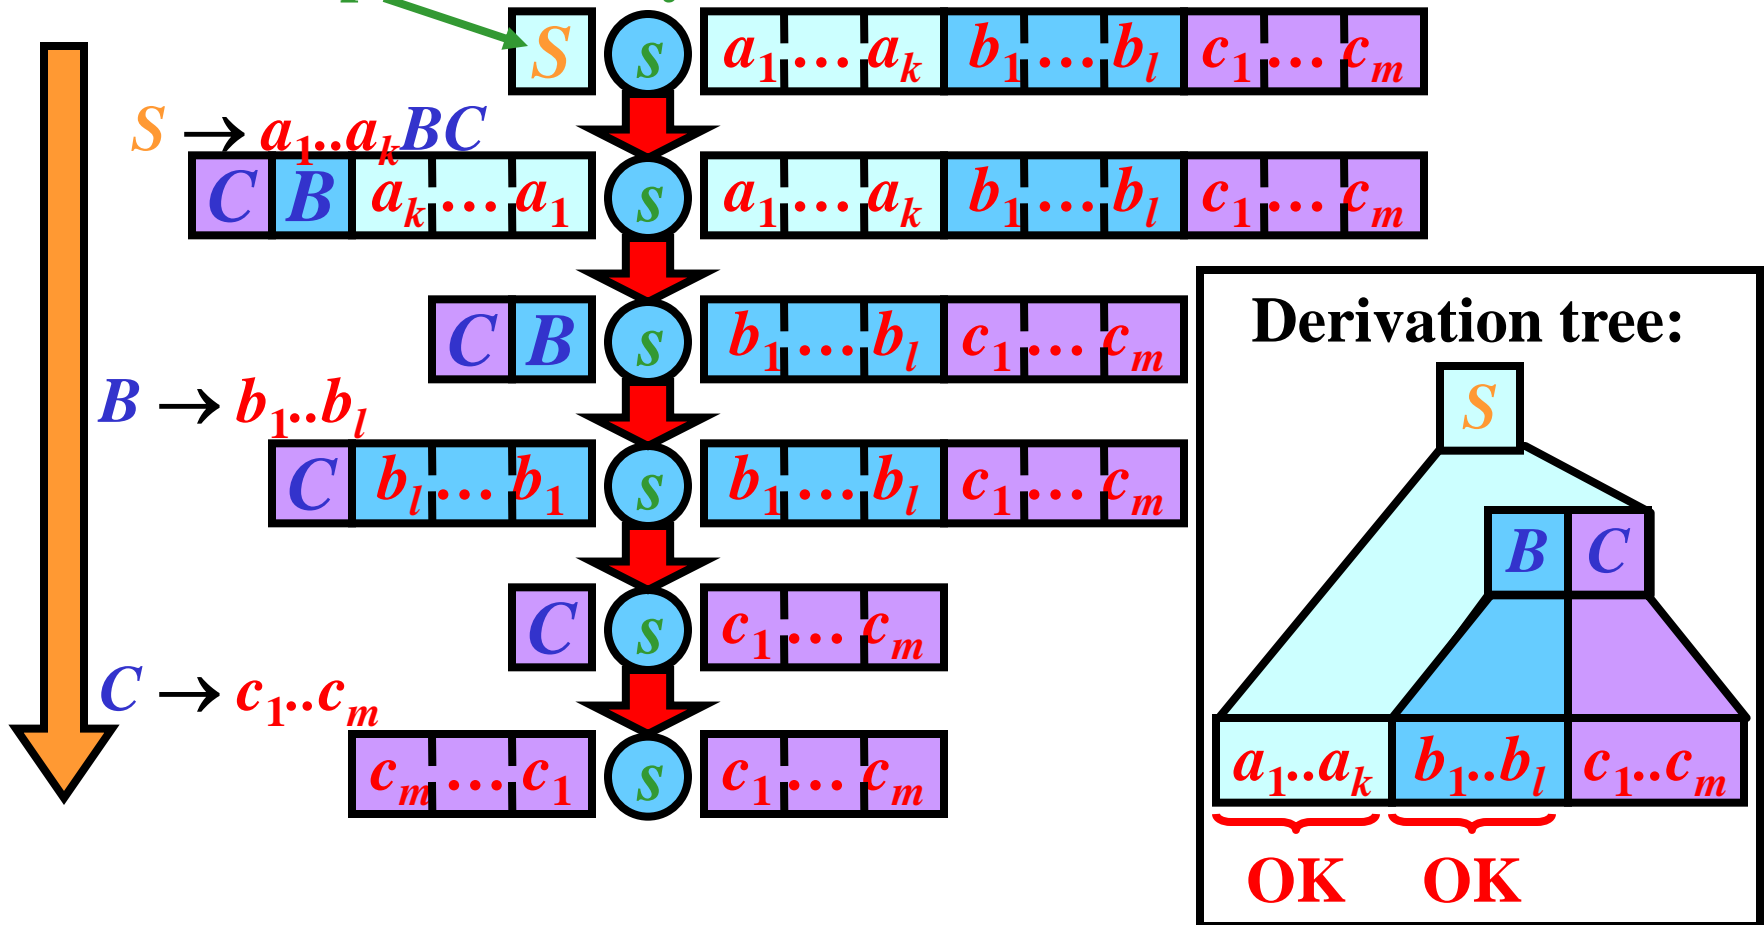 S s a₁ … aₖ b₁ … bₗ c₁ … cₘ
S → a₁..aₖBC
C B aₖ … a₁ s a₁ … aₖ b₁ … bₗ c₁ … cₘ
C B s b₁ … bₗ c₁ … cₘ
B → b₁..bₗ
C bₗ … b₁ s b₁ … bₗ c₁ … cₘ
C s c₁ … cₘ
C → c₁..cₘ
cₘ … c₁ s c₁ … cₘ
Derivation tree:
S
B C
a₁..aₖ b₁..bₗ c₁..cₘ
OK OK